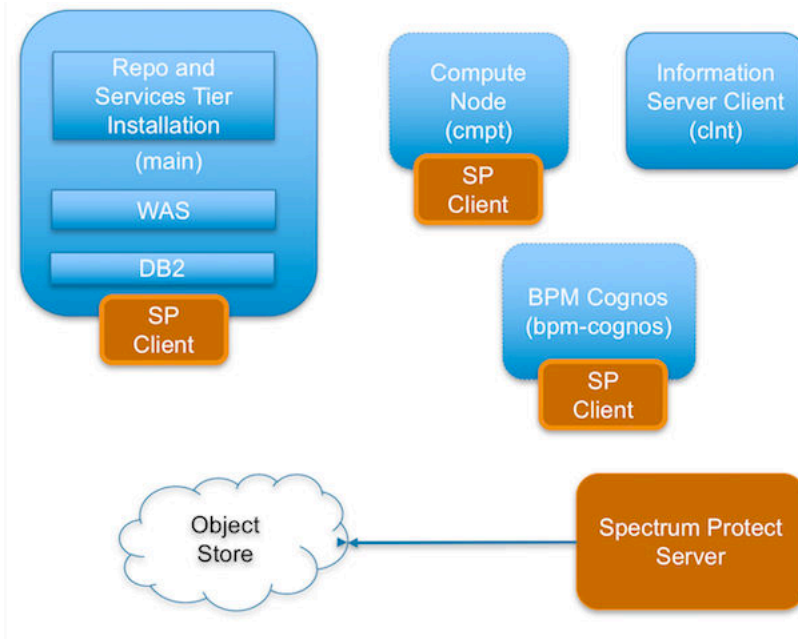 Repo and
Services Tier
Installation
(main)
WAS
DB2
SP
Client
Compute
Node
(cmpt)
SP
Client
Information
Server Client
(clnt)
BPM Cognos
(bpm-cognos)
SP
Client
Object
Store
Spectrum Protect
Server